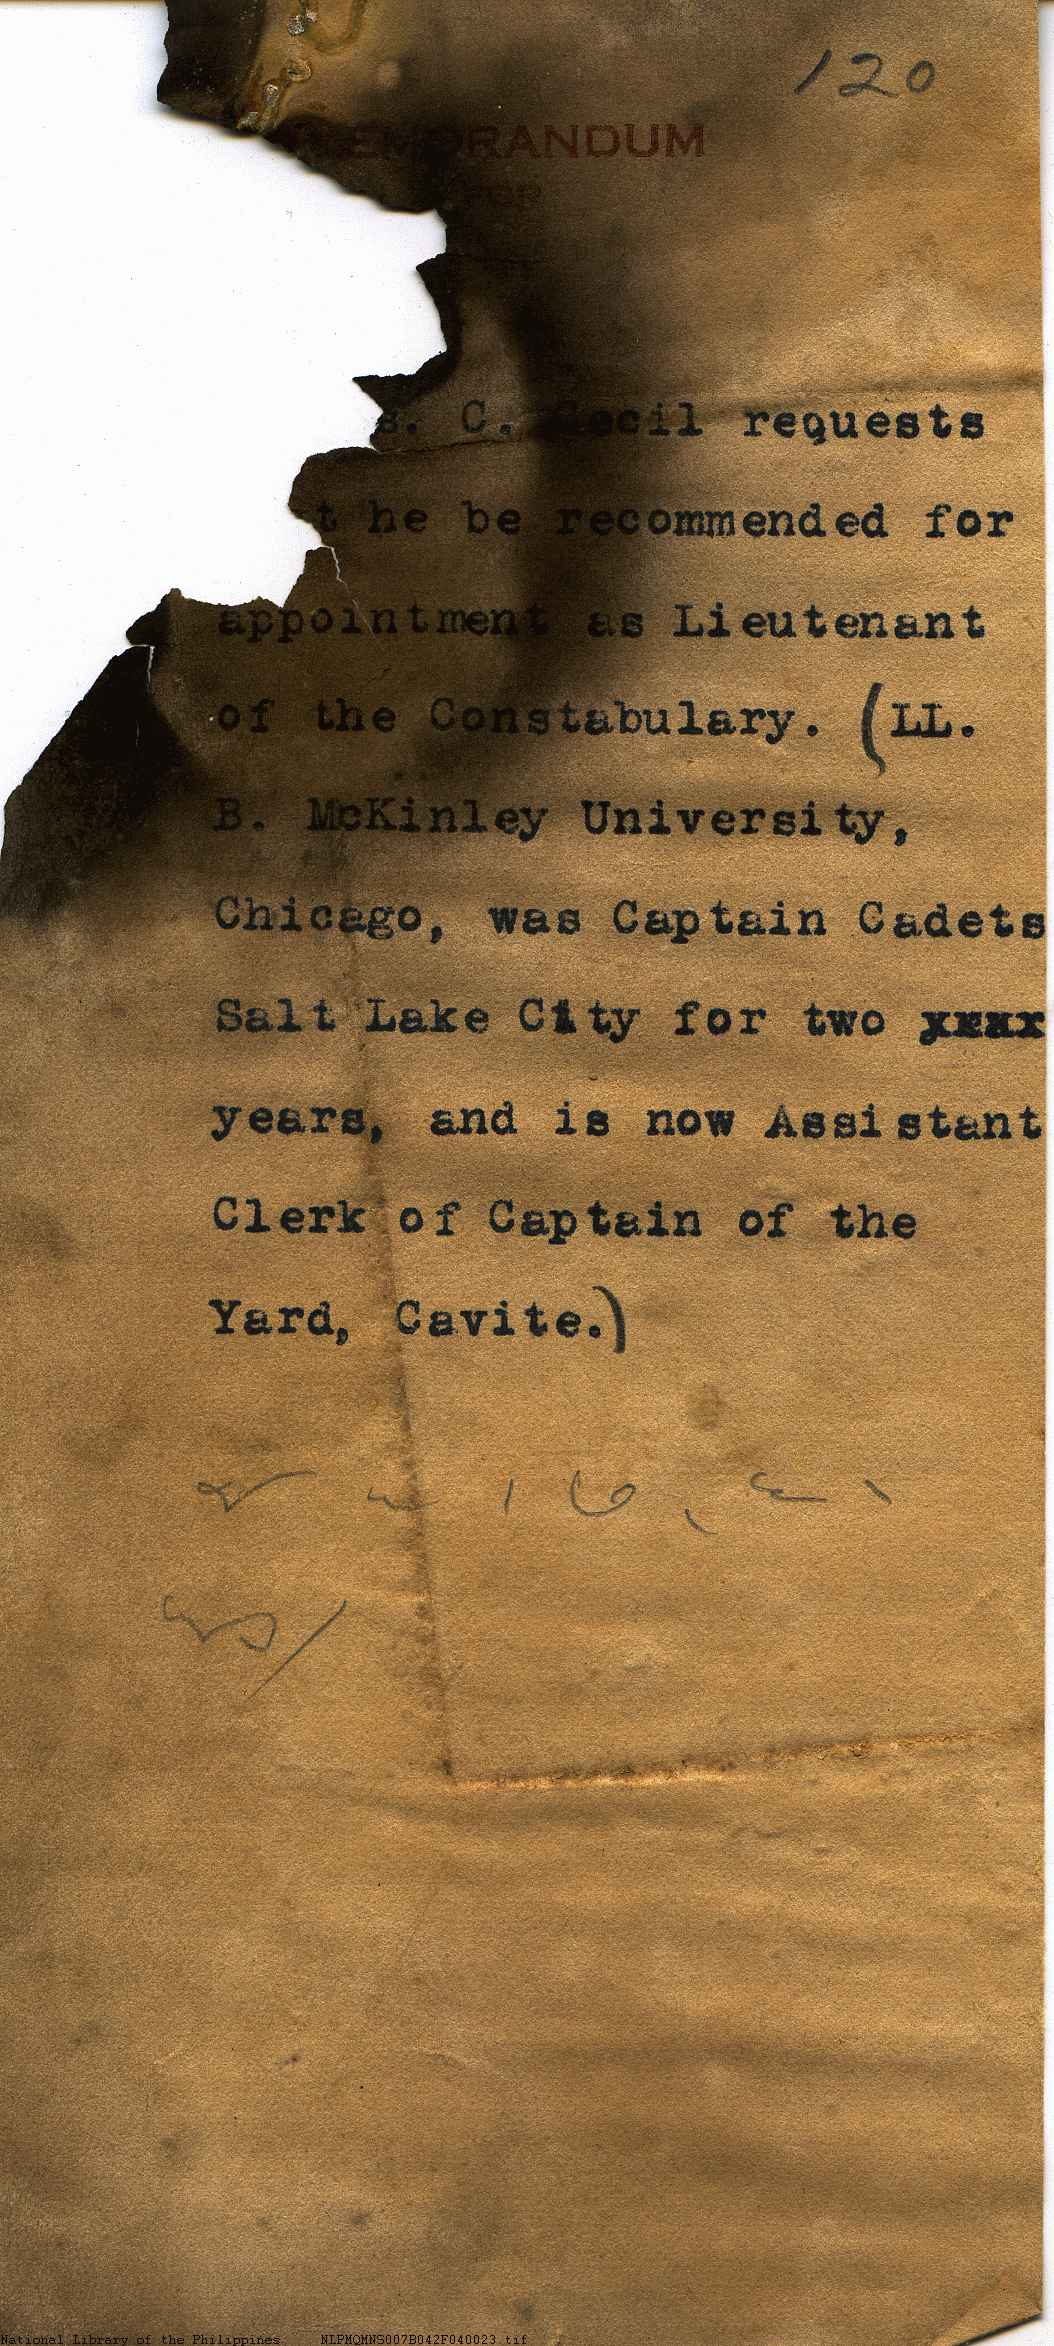 120
MEMORANDUM
FOR
s. C. Cecil requests
t he be recommended for
appointment as Lieutenant
of the Constabulary. (LL.
B. McKinley University,
Chicago, was Captain Cadets
Salt Lake City for two
years, and is now Assistant
Clerk of Captain of the
Yard, Cavite.)
National Library of the Philippines NLPMQMNS007B042F040023.tif